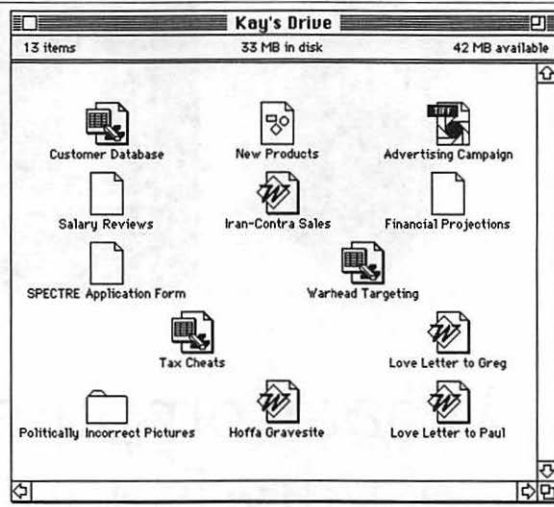 Kay's Drive
13 items 33 MB in disk 42 MB available
Customer Database New Products Advertising Campaign
Salary Reviews Iran-Contra Sales Financial Projections
SPECTRE Application Form Warhead Targeting
Tax Cheats Love Letter to Greg
Politically Incorrect Pictures Hoffa Gravesite Love Letter to Paul